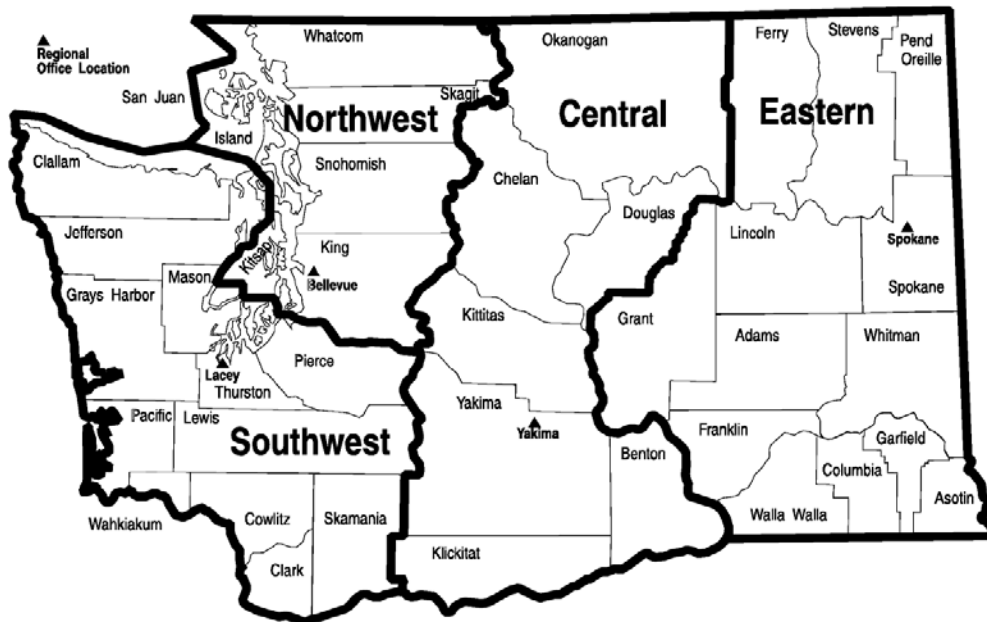 Regional
Office Location
Whatcom
Okanogan
Ferry
Stevens
Pend
Oreille
San Juan
Skagit
Island
Northwest
Central
Eastern
Clallam
Snohomish
Chelan
Douglas
Jefferson
King
Lincoln
Spokane
Kitsap
Mason
Bellevue
Grays Harbor
Spokane
Kittitas
Grant
Adams
Whitman
Pierce
Lacey
Thurston
Yakima
Pacific
Lewis
Yakima
Franklin
Garfield
Southwest
Benton
Columbia
Asotin
Wahkiakum
Cowlitz
Skamania
Walla Walla
Klickitat
Clark